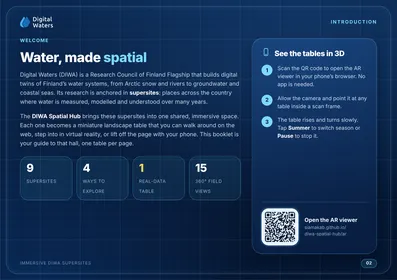 Digital
Waters
INTRODUCTION
WELCOME
Water, made spatial
Digital Waters (DIWA) is a Research Council of Finland Flagship that builds digital
twins of Finland's water systems, from Arctic snow and rivers to groundwater and
coastal seas. Its research is anchored in supersites; places across the country
where water is measured, modelled and understood over many years.
The DIWA Spatial Hub brings these supersites into one shared, immersive space.
Each one becomes a miniature landscape table that you can walk around on the
web, step into in virtual reality, or lift off the page with your phone. This booklet is
your guide to that hall, one table per page.
9
SUPERSITES
4
WAYS TO
EXPLORE
1
REAL-DATA
TABLE
15
360° FIELD
VIEWS
See the tables in 3D
1
Scan the QR code to open the AR
viewer in your phone's browser. No
app is needed.
2
Allow the camera and point it at any
table inside a scan frame.
3
The table rises and turns slowly.
Tap Summer to switch season or
Pause to stop it.
Open the AR viewer
siamakatr.github.io/
diwa-spatial-hub/ar
IMMERSIVE DIWA SUPERSITES
02